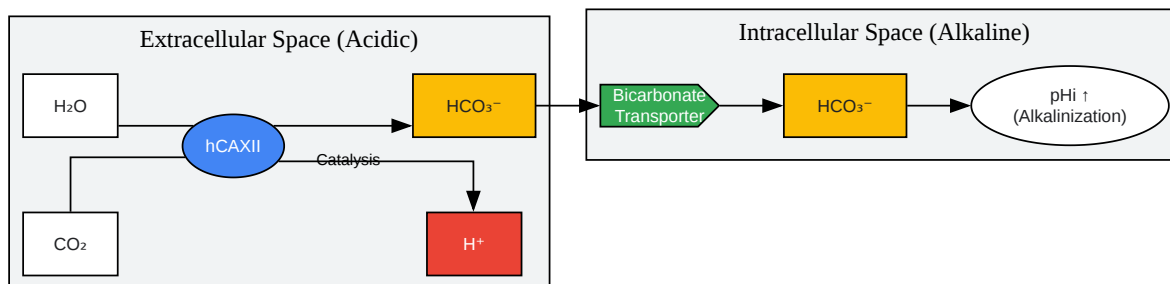 Extracellular Space (Acidic)
H₂O
CO₂
hCAXII
Catalysis
HCO₃⁻
H⁺
Intracellular Space (Alkaline)
Bicarbonate
Transporter
HCO₃⁻
pHi ↑
(Alkalinization)